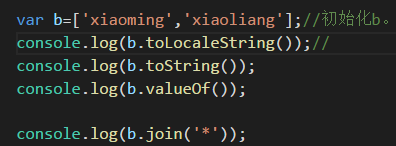 var b=['xiaoming','xiaoliang'];//初始化b。
console.log(b.toLocaleString());//
console.log(b.toString());
console.log(b.valueOf());
console.log(b.join('*'));